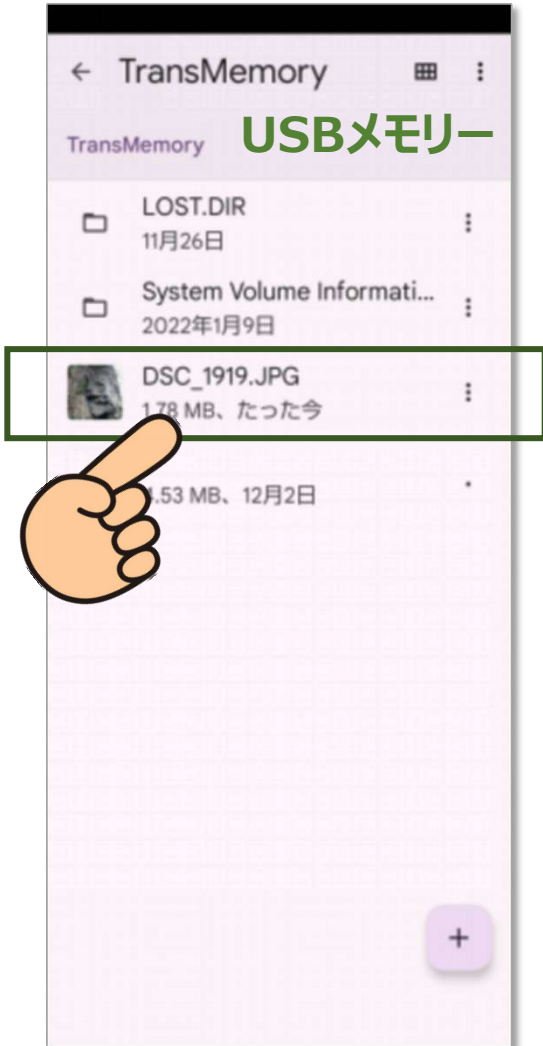 TransMemory
TransMemory
USBメモリー
LOST.DIR
11月26日
System Volume Informati...
2022年1月9日
DSC_1919.JPG
1.78 MB、たった今
.53 MB、12月2日